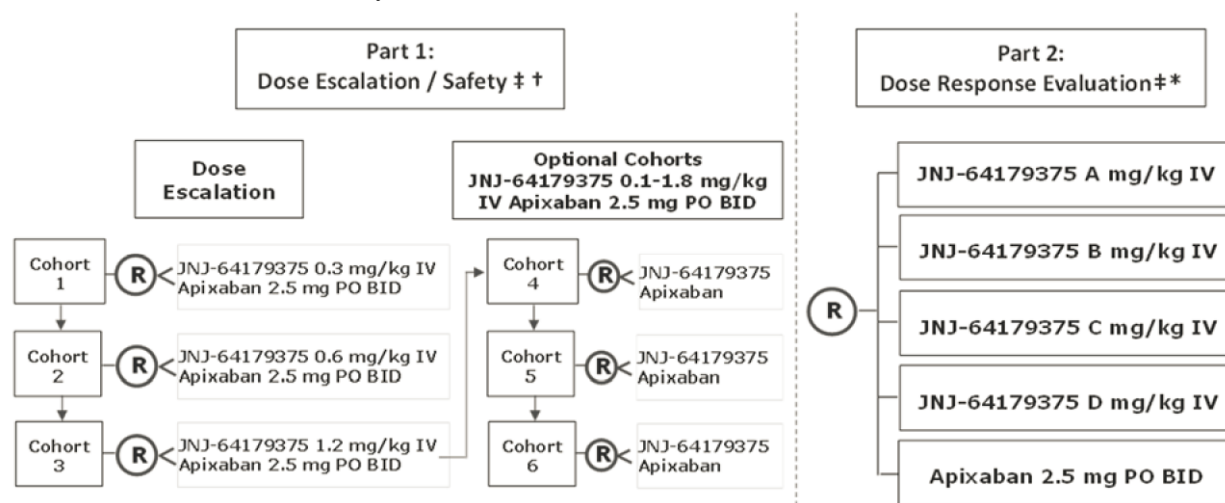 Part 1:
Dose Escalation / Safety ‡ †
Dose
Escalation
Optional Cohorts
JNJ-64179375 0.1-1.8 mg/kg
IV Apixaban 2.5 mg PO BID
Cohort
1
R
JNJ-64179375 0.3 mg/kg IV
Apixaban 2.5 mg PO BID
Cohort
2
R
JNJ-64179375 0.6 mg/kg IV
Apixaban 2.5 mg PO BID
Cohort
3
R
JNJ-64179375 1.2 mg/kg IV
Apixaban 2.5 mg PO BID
Cohort
4
R
JNJ-64179375
Apixaban
Cohort
5
R
JNJ-64179375
Apixaban
Cohort
6
R
JNJ-64179375
Apixaban
Part 2:
Dose Response Evaluation‡*
R
JNJ-64179375 A mg/kg IV
JNJ-64179375 B mg/kg IV
JNJ-64179375 C mg/kg IV
JNJ-64179375 D mg/kg IV
Apixaban 2.5 mg PO BID